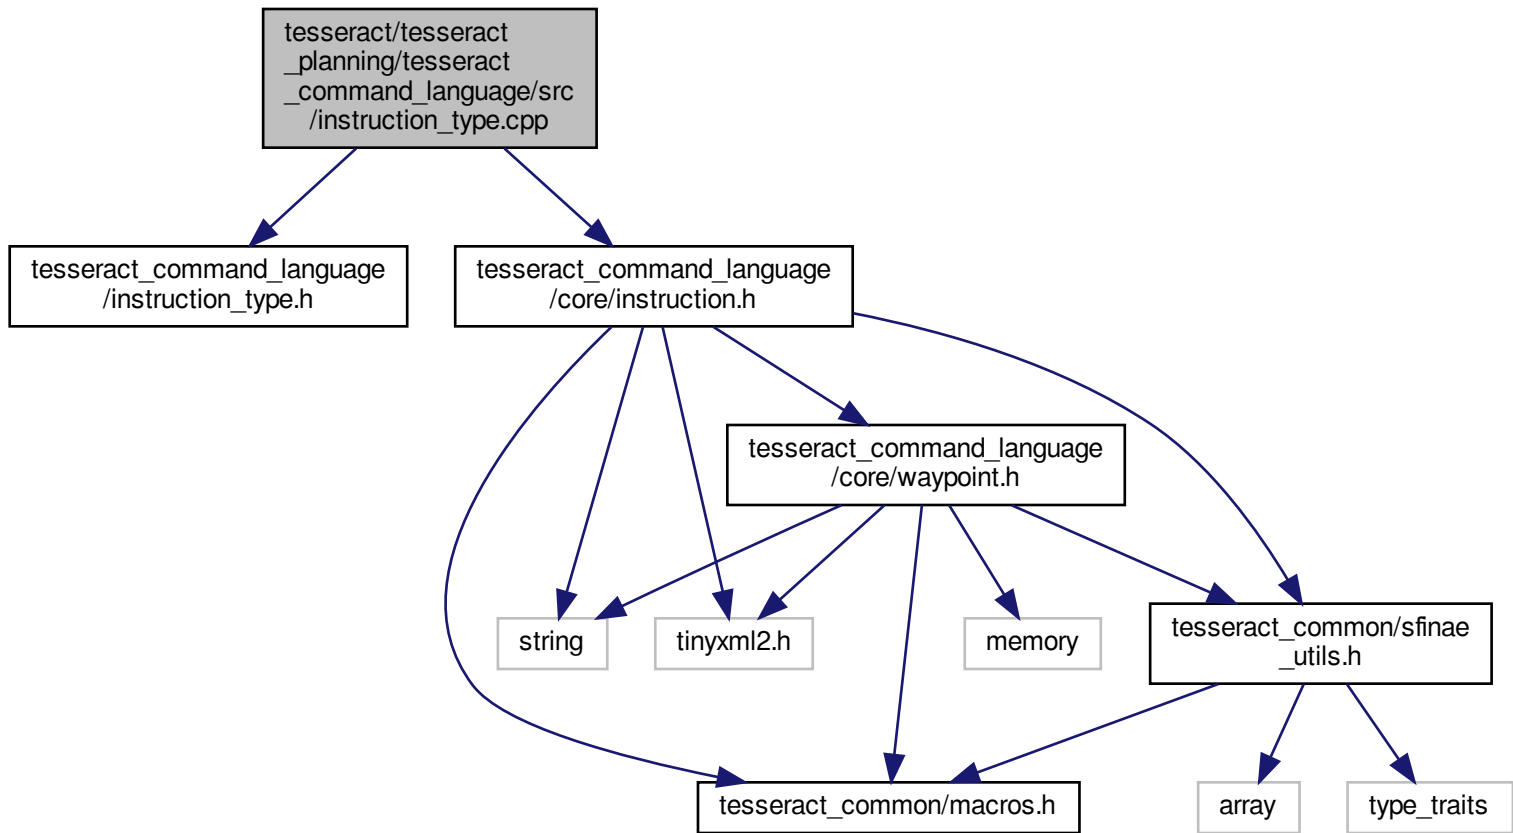 tesseract/tesseract
_planning/tesseract
_command_language/src
/instruction_type.cpp
tesseract_command_language
/instruction_type.h
tesseract_command_language
/core/instruction.h
tesseract_command_language
/core/waypoint.h
string
tinyxml2.h
memory
tesseract_common/sfinae
_utils.h
tesseract_common/macros.h
array
type_traits